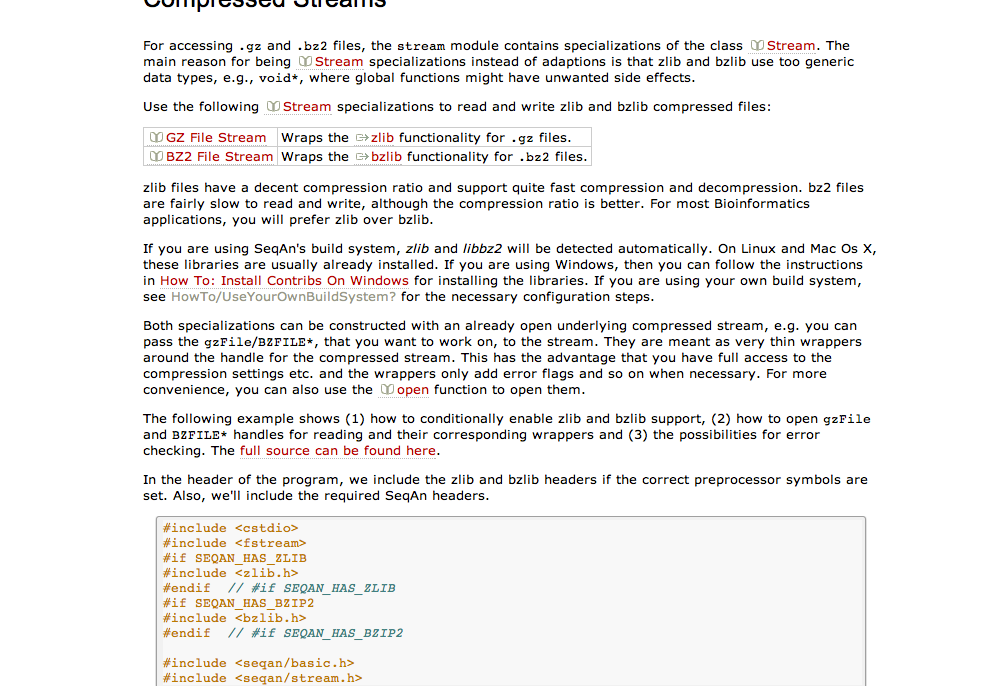 Compressed Streams
For accessing .gz and .bz2 files, the stream module contains specializations of the class Stream. The
main reason for being Stream specializations instead of adaptions is that zlib and bzlib use too generic
data types, e.g., void*, where global functions might have unwanted side effects.
Use the following Stream specializations to read and write zlib and bzlib compressed files:
GZ File Stream Wraps the zlib functionality for .gz files.
BZ2 File Stream Wraps the bzlib functionality for .bz2 files.
zlib files have a decent compression ratio and support quite fast compression and decompression. bz2 files
are fairly slow to read and write, although the compression ratio is better. For most Bioinformatics
applications, you will prefer zlib over bzlib.
If you are using SeqAn's build system, zlib and libbz2 will be detected automatically. On Linux and Mac Os X,
these libraries are usually already installed. If you are using Windows, then you can follow the instructions
in How To: Install Contribs On Windows for installing the libraries. If you are using your own build system,
see HowTo/UseYourOwnBuildSystem? for the necessary configuration steps.
Both specializations can be constructed with an already open underlying compressed stream, e.g. you can
pass the gzFile/BZFILE*, that you want to work on, to the stream. They are meant as very thin wrappers
around the handle for the compressed stream. This has the advantage that you have full access to the
compression settings etc. and the wrappers only add error flags and so on when necessary. For more
convenience, you can also use the open function to open them.
The following example shows (1) how to conditionally enable zlib and bzlib support, (2) how to open gzFile
and BZFILE* handles for reading and their corresponding wrappers and (3) the possibilities for error
checking. The full source can be found here.
In the header of the program, we include the zlib and bzlib headers if the correct preprocessor symbols are
set. Also, we'll include the required SeqAn headers.
#include <cstdio>
#include <fstream>
#if SEQAN_HAS_ZLIB
#include <zlib.h>
#endif  // #if SEQAN_HAS_ZLIB
#if SEQAN_HAS_BZIP2
#include <bzlib.h>
#endif  // #if SEQAN_HAS_BZIP2
#include <seqan/basic.h>
#include <seqan/stream.h>